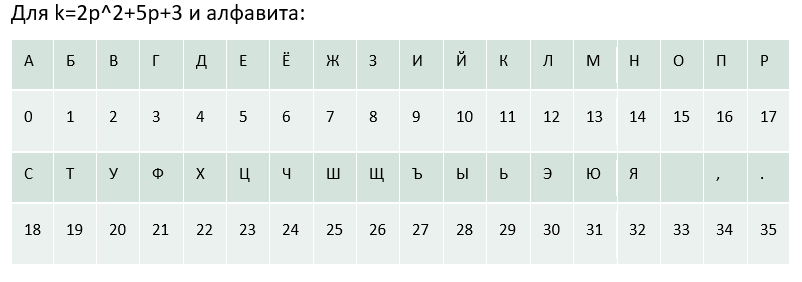 Для k=2p^2+5p+3 и алфавита:
А Б В Г Д Е Ё Ж З И Й К Л М Н О П Р
0 1 2 3 4 5 6 7 8 9 10 11 12 13 14 15 16 17
С Т У Ф Х Ц Ч Ш Щ Ъ Ы Ь Э Ю Я , .
18 19 20 21 22 23 24 25 26 27 28 29 30 31 32 33 34 35